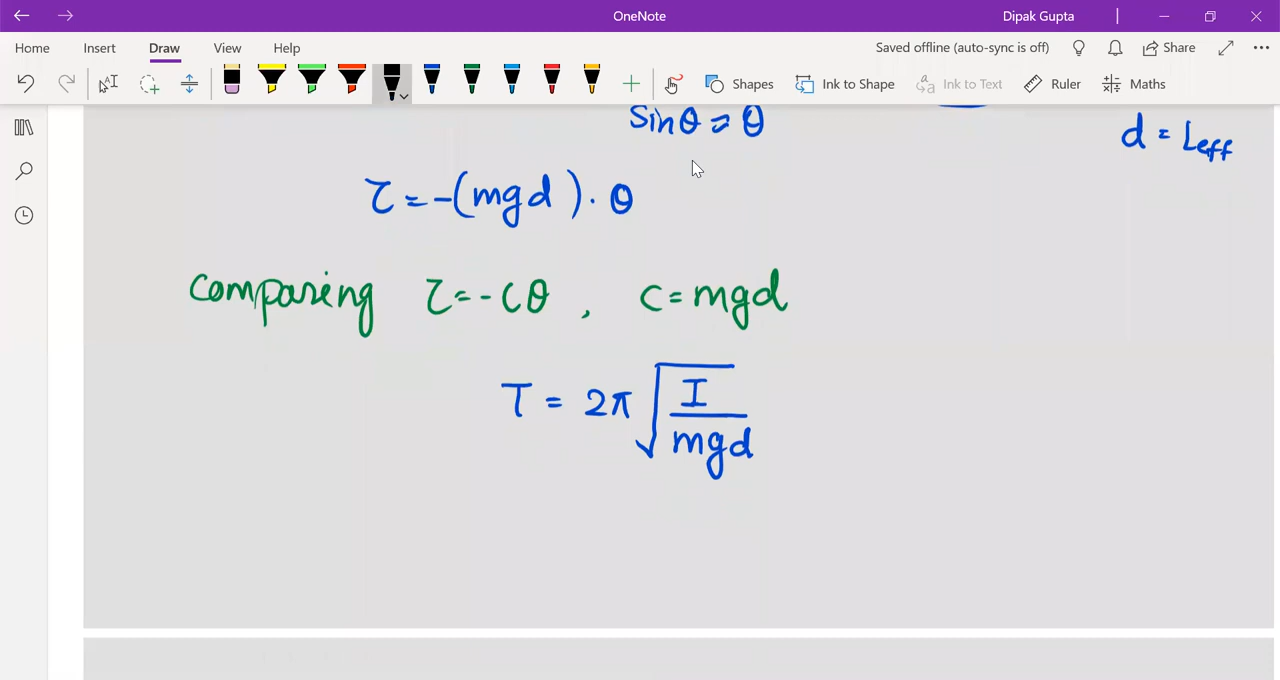 OneNote
Dipak Gupta
Home Insert Draw View Help
Saved offline (auto-sync is off)
Share
Shapes
Ink to Shape
Ink to Text
Ruler
Maths
Sinθ ≈ θ
d = Leff
τ = -(mgd) . θ
Comparing τ = - Cθ , C = mgd
T = 2π √(I / mgd)